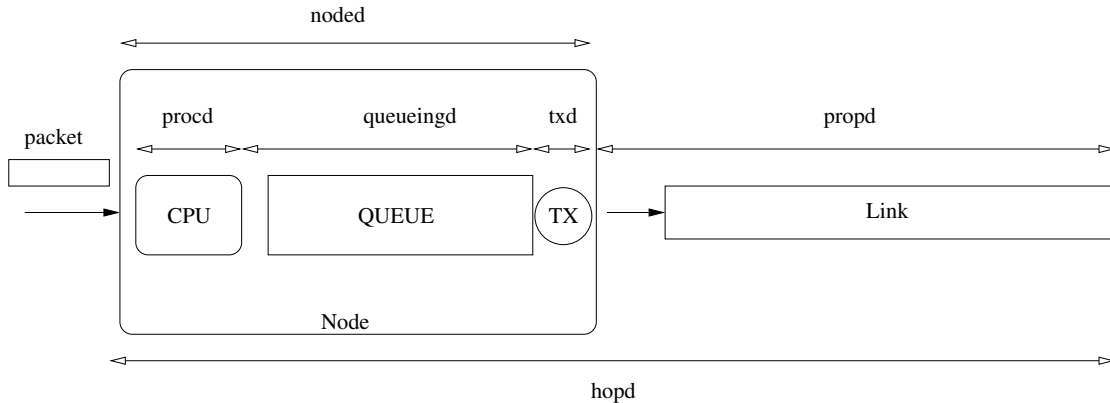 noded
procd queueingd txd propd
packet
CPU QUEUE TX Link
Node
hopd